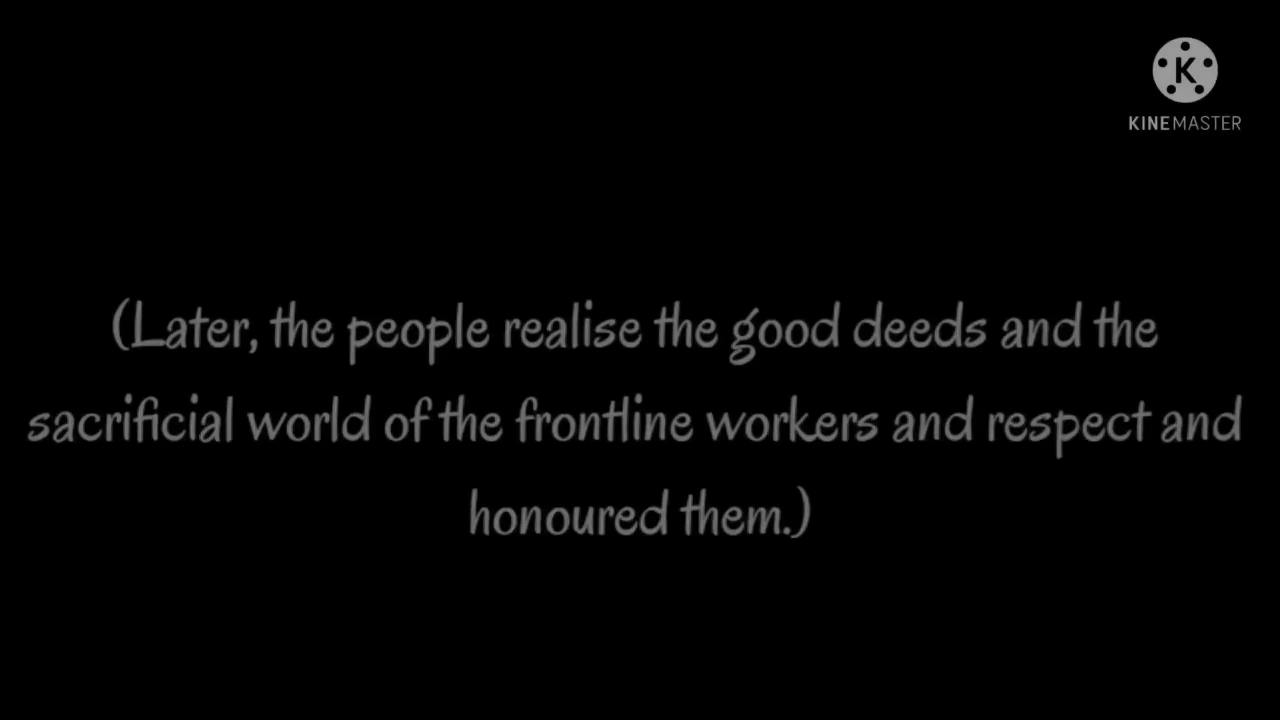 K
KINEMASTER
(Later, the people realise the good deeds and the
sacrificial world of the frontline workers and respect and
honoured them.)